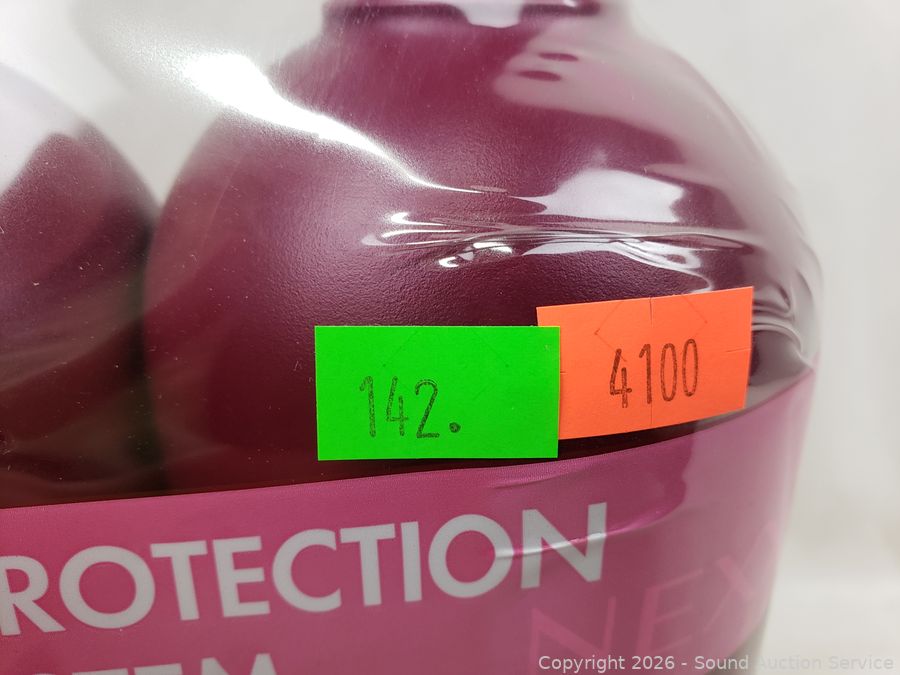 142.
4100
ROTECTION
NEX
Copyright 2026 - Sound Auction Service